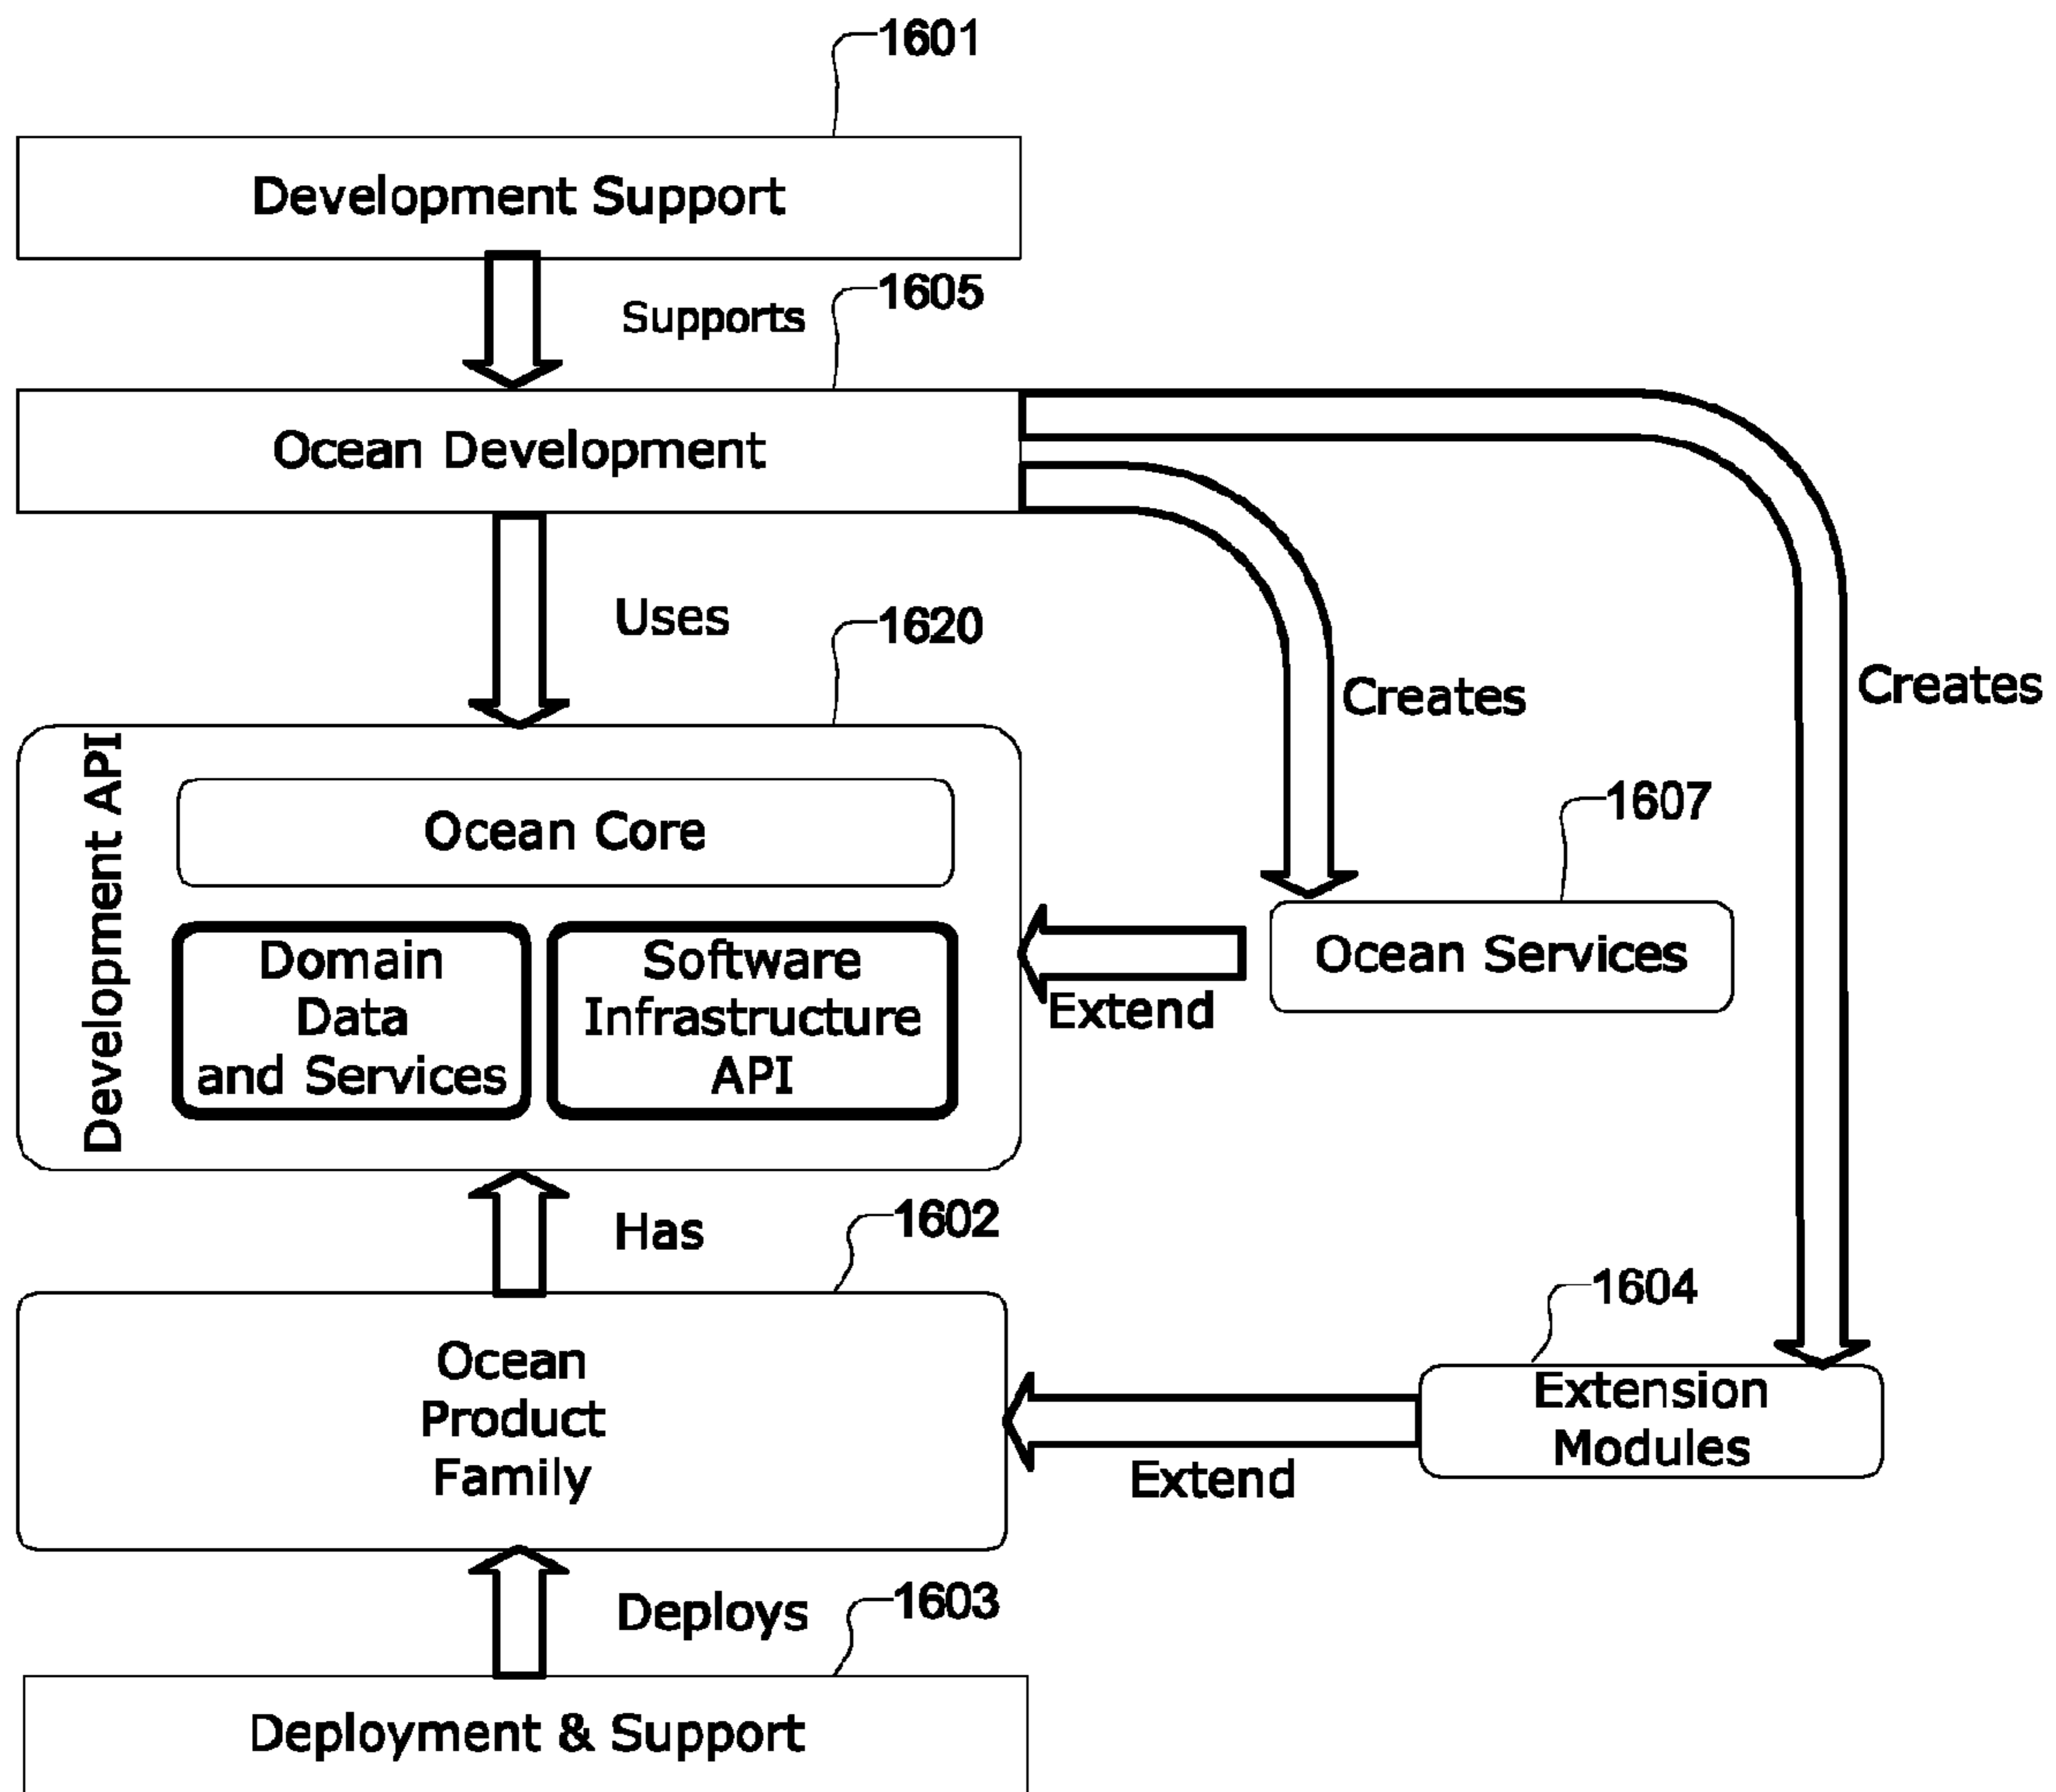 1601
Development Support
Supports
1605
Ocean Development
Uses
1620
Creates
Creates
Development API
Ocean Core
Domain
Data
and Services
Software
Infrastructure
API
1607
Ocean Services
Extend
Has
1602
Ocean
Product
Family
1604
Extension
Modules
Extend
Deploys
1603
Deployment & Support